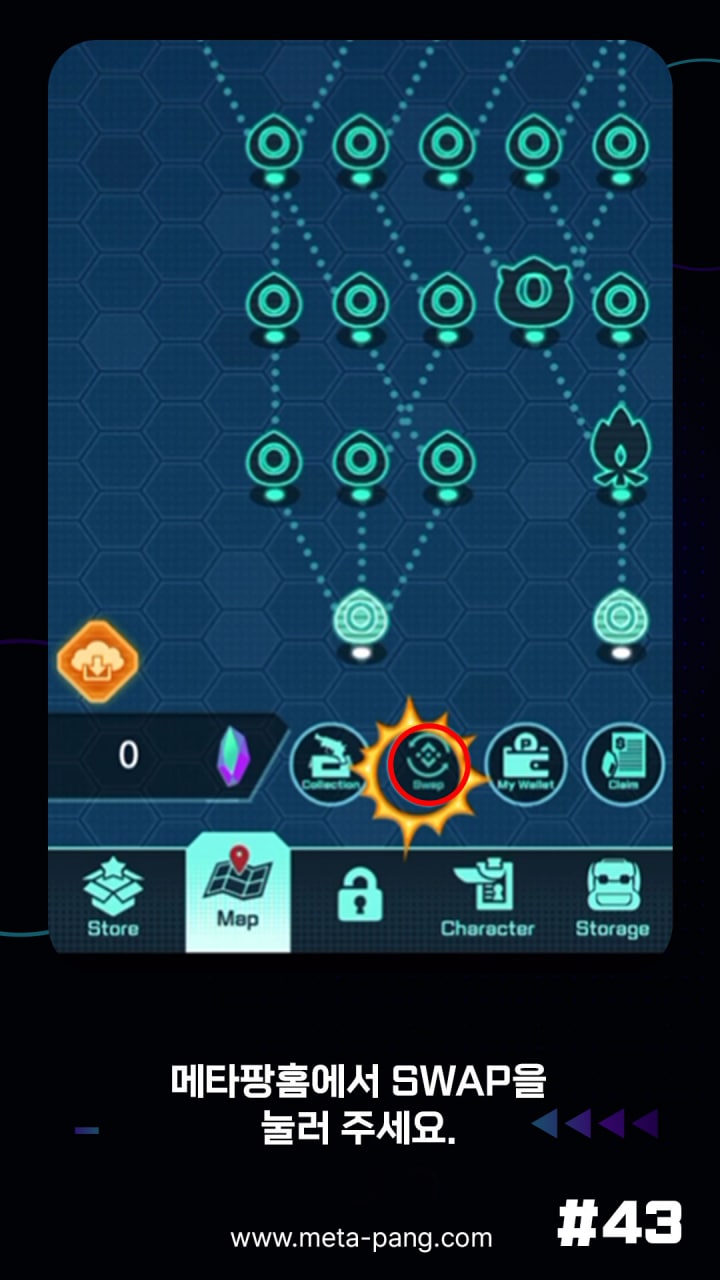 0
Collection
Swap
My Wallet
Claim
Store
Map
Character
Storage
메타팡홈에서 SWAP을
눌러 주세요.
#43
www.meta-pang.com